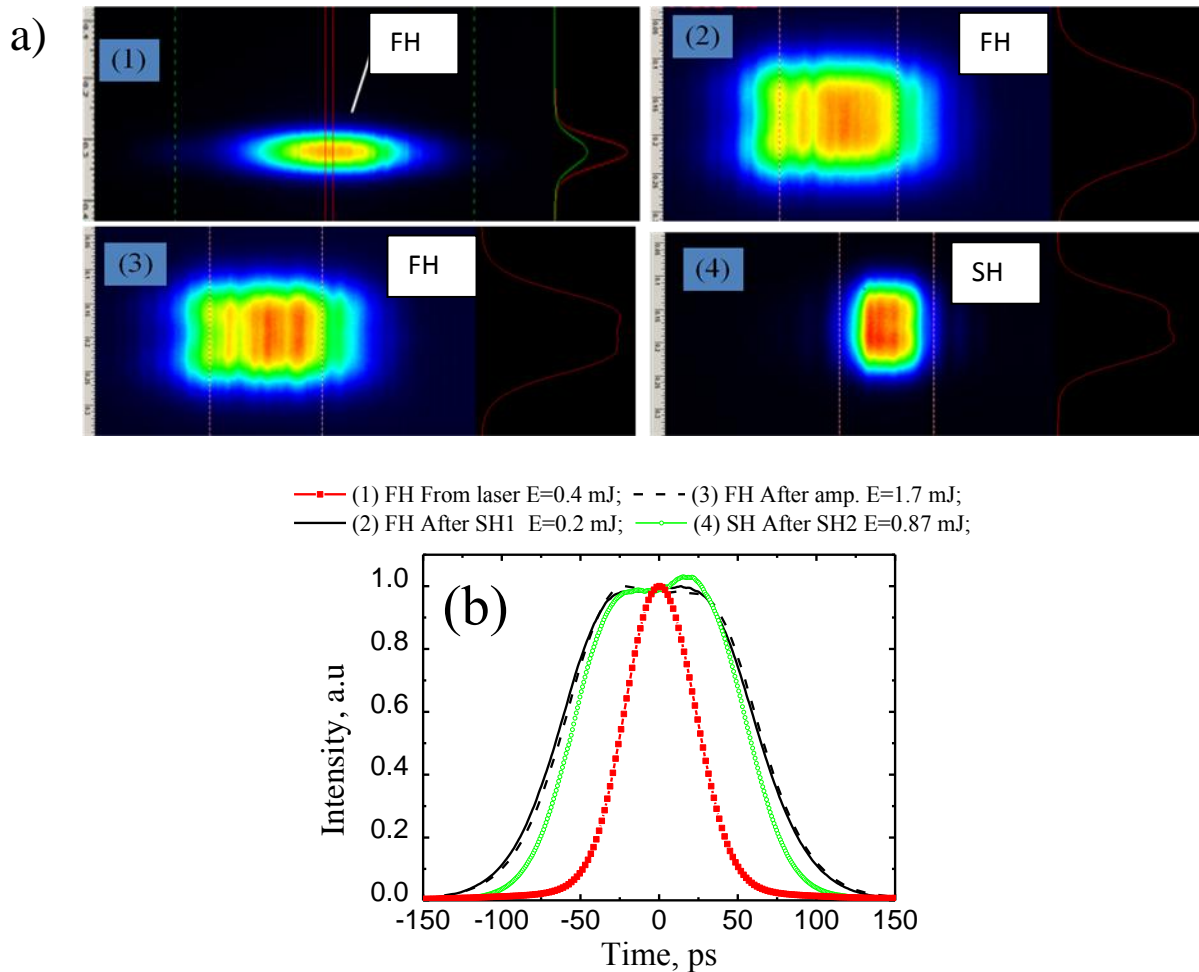 a)
(1)
FH
(2)
FH
(3)
FH
(4)
SH
(1) FH From laser E=0.4 mJ; (3) FH After amp. E=1.7 mJ;
(2) FH After SH1 E=0.2 mJ; (4) SH After SH2 E=0.87 mJ;
(b)
Intensity, a.u
1.0
0.8
0.6
0.4
0.2
0.0
-150 -100 -50 0 50 100 150
Time, ps